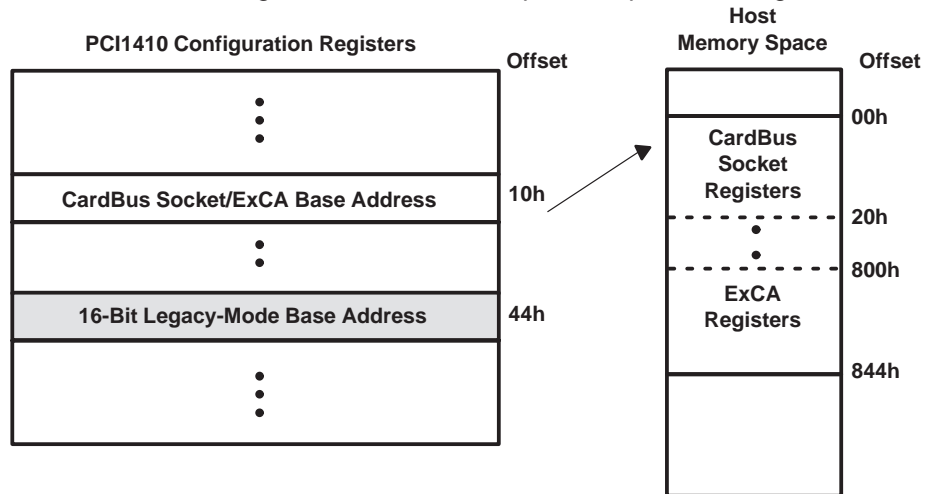 PCI1410 Configuration Registers
Offset
CardBus Socket/ExCA Base Address
10h
16-Bit Legacy-Mode Base Address
44h
Host
Memory Space
Offset
00h
CardBus
Socket
Registers
20h
800h
ExCA
Registers
844h